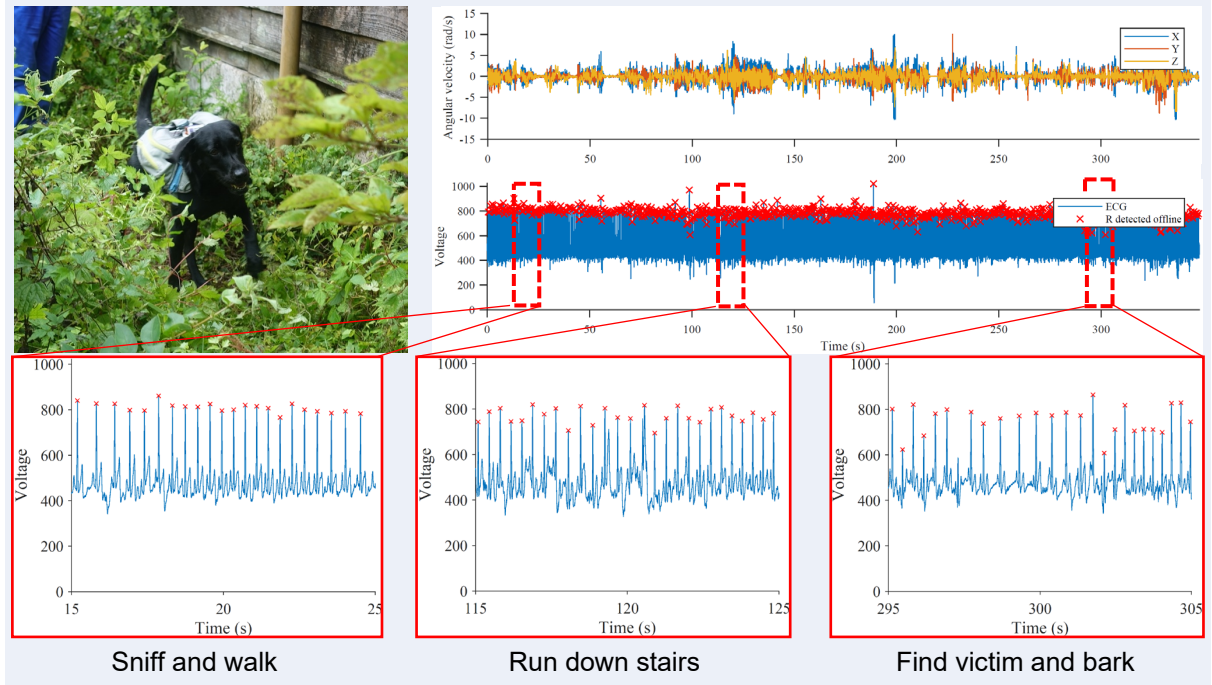 Angular velocity (rad/s)
15
10
5
0
-5
-10
-15
X
Y
Z
0 50 100 150 200 250 300
Voltage
1000
800
600
400
200
0
ECG
R detected offline
0 50 100 150 200 250 300
Time (s)
Voltage
1000
800
600
400
200
0
15 20 25
Time (s)
Sniff and walk
Voltage
1000
800
600
400
200
0
115 120 125
Time (s)
Run down stairs
Voltage
1000
800
600
400
200
0
295 300 305
Time (s)
Find victim and bark